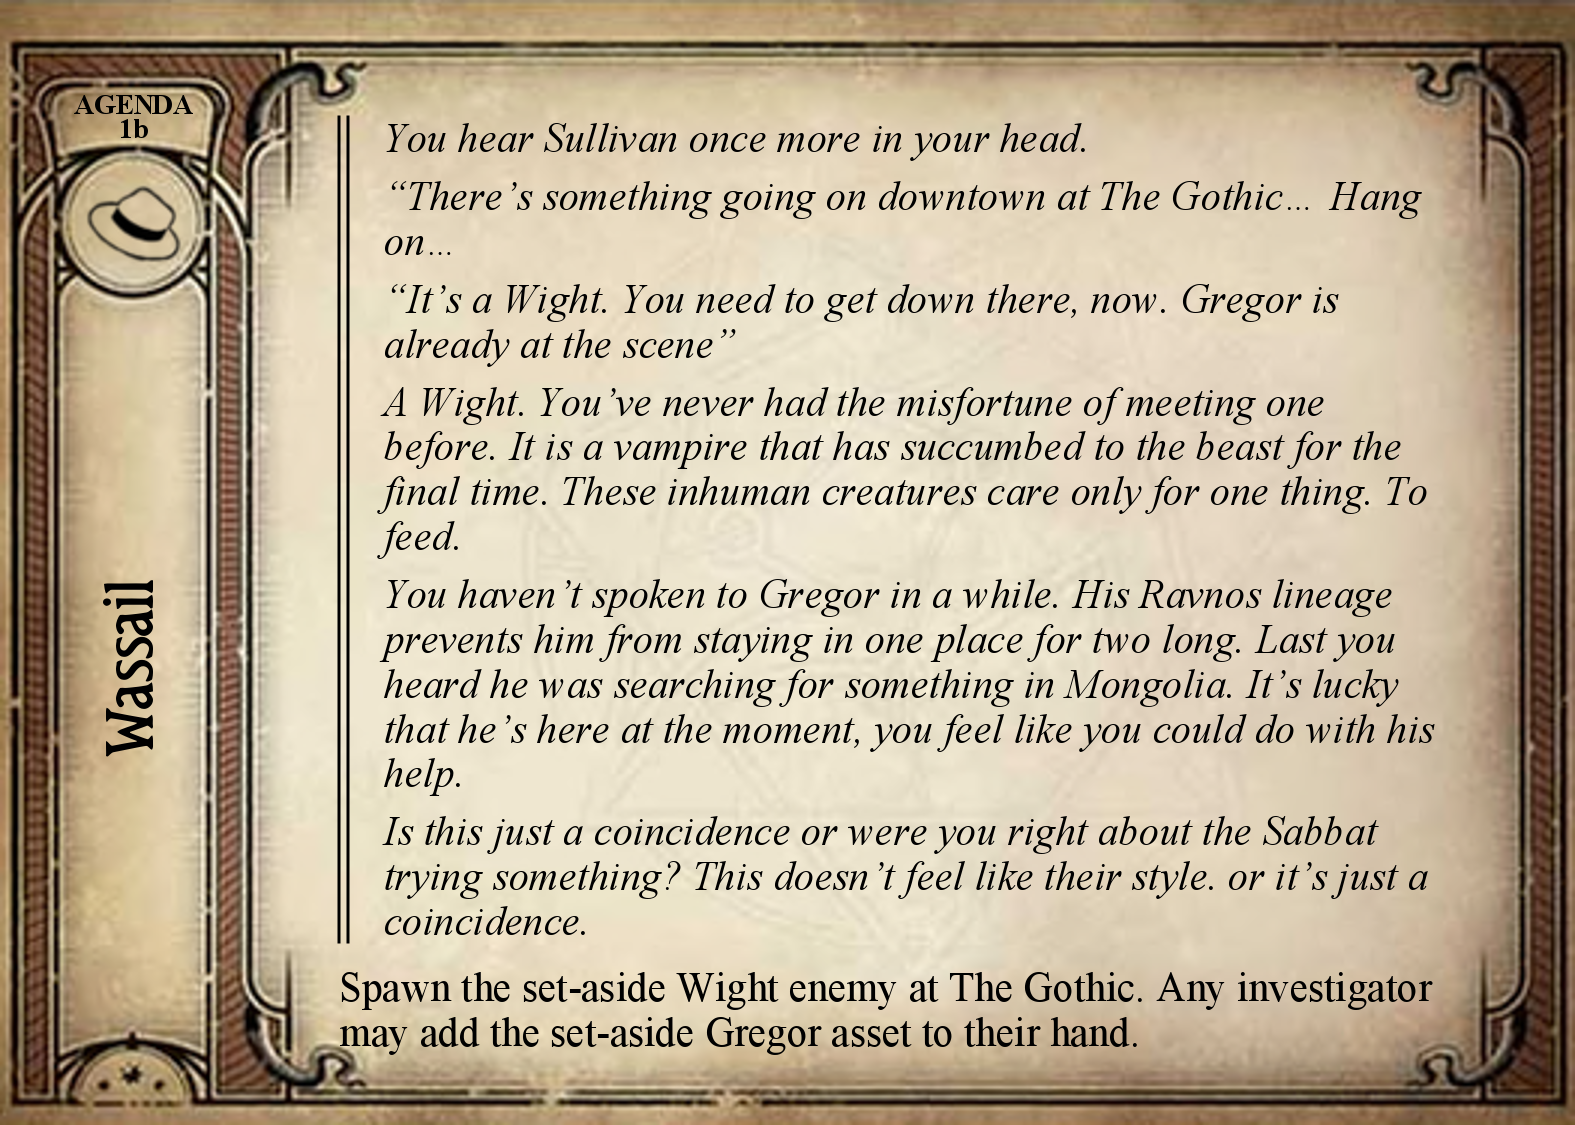 AGENDA
1b
Wassail
You hear Sullivan once more in your head.
“There’s something going on downtown at The Gothic… Hang
on…
“It’s a Wight. You need to get down there, now. Gregor is
already at the scene”
A Wight. You’ve never had the misfortune of meeting one
before. It is a vampire that has succumbed to the beast for the
final time. These inhuman creatures care only for one thing. To
feed.
You haven’t spoken to Gregor in a while. His Ravnos lineage
prevents him from staying in one place for two long. Last you
heard he was searching for something in Mongolia. It’s lucky
that he’s here at the moment, you feel like you could do with his
help.
Is this just a coincidence or were you right about the Sabbat
trying something? This doesn’t feel like their style. or it’s just a
coincidence.
Spawn the set-aside Wight enemy at The Gothic. Any investigator
may add the set-aside Gregor asset to their hand.